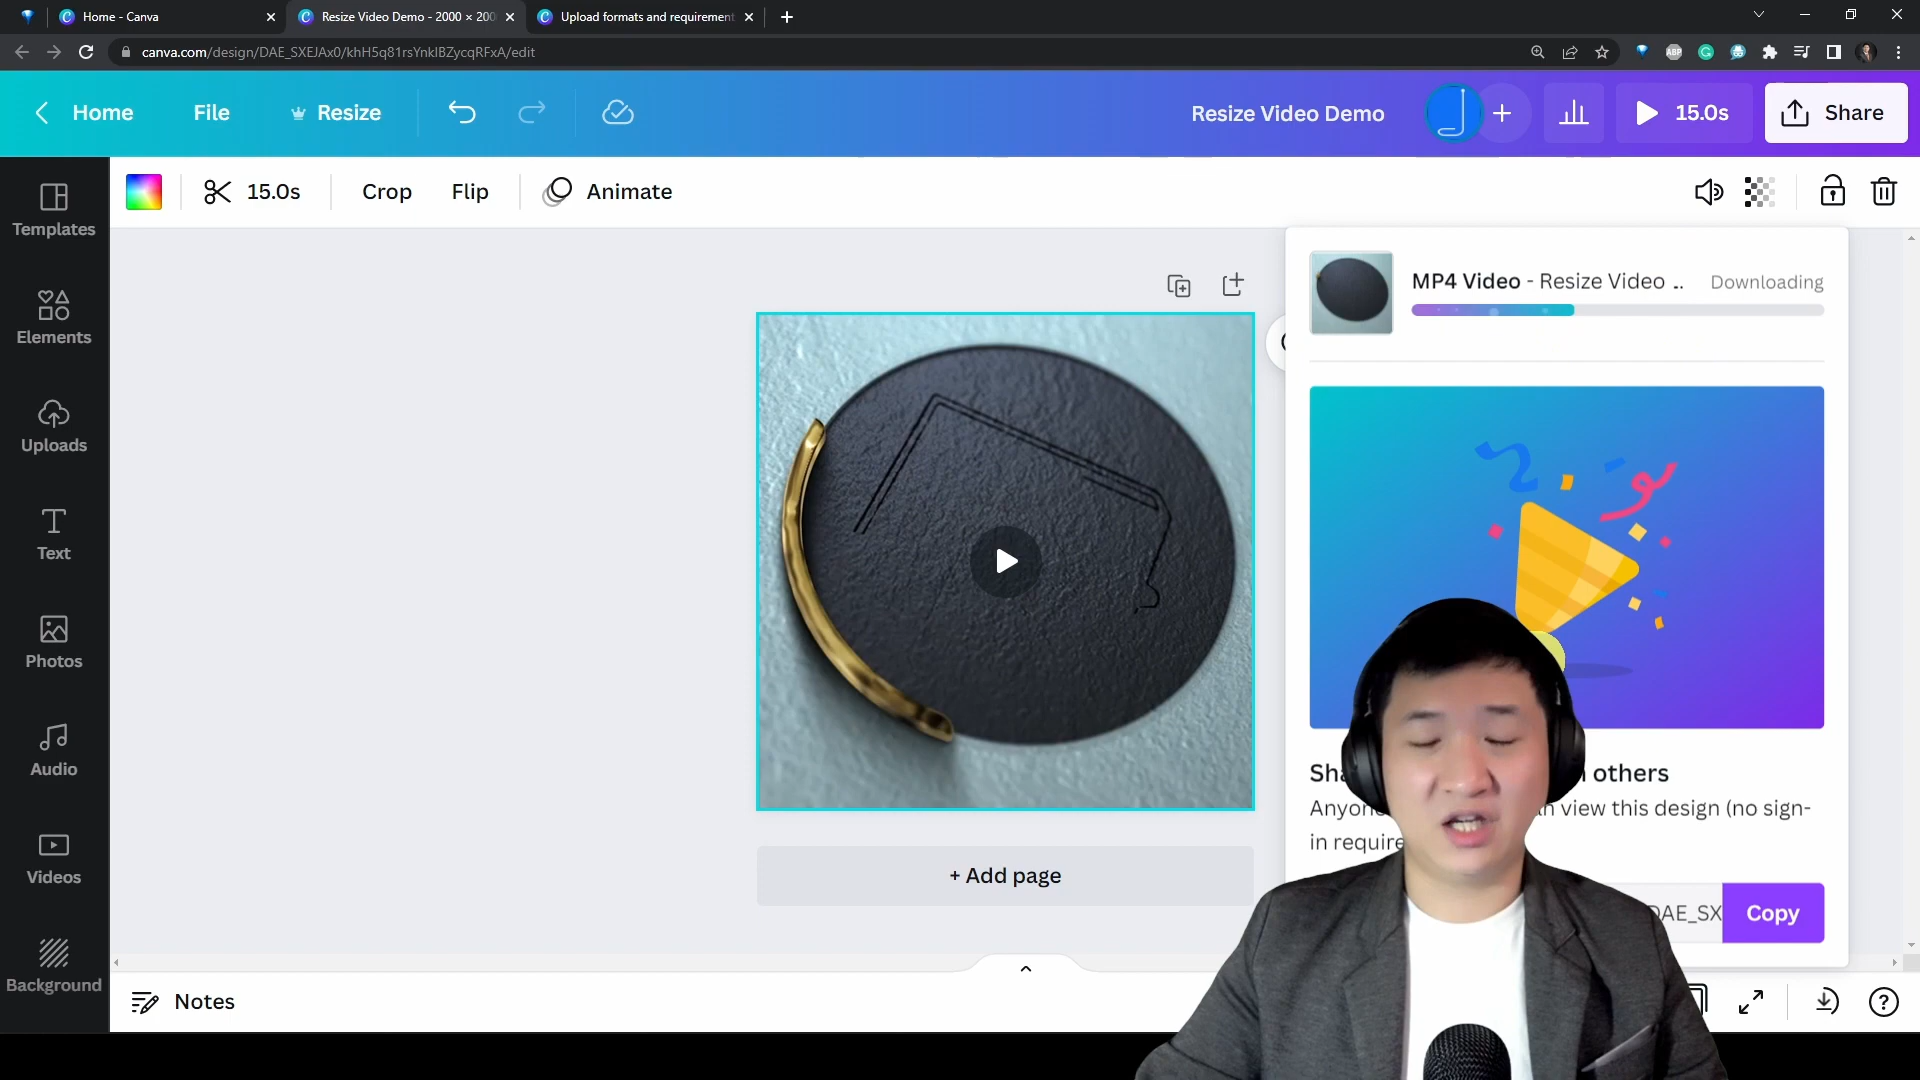 Home - Canva
Resize Video Demo - 2000 × 200
Upload formats and requirement
canva.com/design/DAE_SXEJAx0/khH5q81rsYnklBZycqRFxA/edit
Home
File
Resize
Resize Video Demo
15.0s
Share
15.0s
Crop
Flip
Animate
Templates
Elements
Uploads
Text
Photos
Audio
Videos
Background
MP4 Video - Resize Video ..
Downloading
others
view this design (no sign-
in
DAE_SX
Copy
+ Add page
Notes
ABP